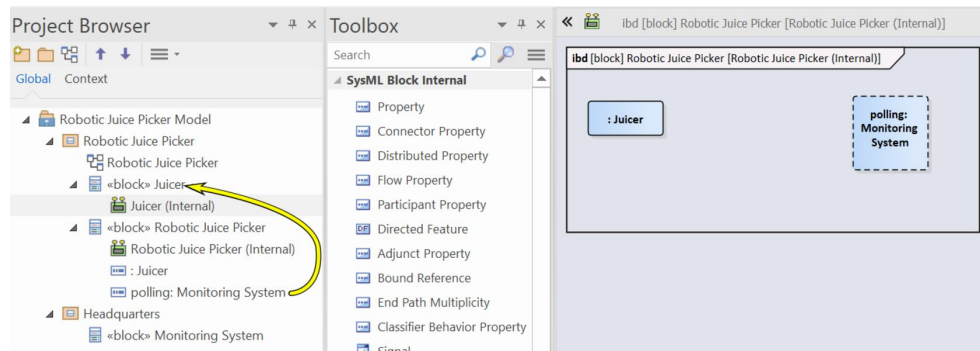 Project Browser
Global Context
Robotic Juice Picker Model
Robotic Juice Picker
Robotic Juice Picker
«block» Juicer
Juicer (Internal)
«block» Robotic Juice Picker
Robotic Juice Picker (Internal)
: Juicer
polling: Monitoring System
Headquarters
«block» Monitoring System
Toolbox
Search
SysML Block Internal
Property
Connector Property
Distributed Property
Flow Property
Participant Property
DF Directed Feature
Adjunct Property
Bound Reference
End Path Multiplicity
Classifier Behavior Property
Signal
ibd [block] Robotic Juice Picker [Robotic Juice Picker (Internal)]
ibd [block] Robotic Juice Picker [Robotic Juice Picker (Internal)]
: Juicer
polling:
Monitoring
System